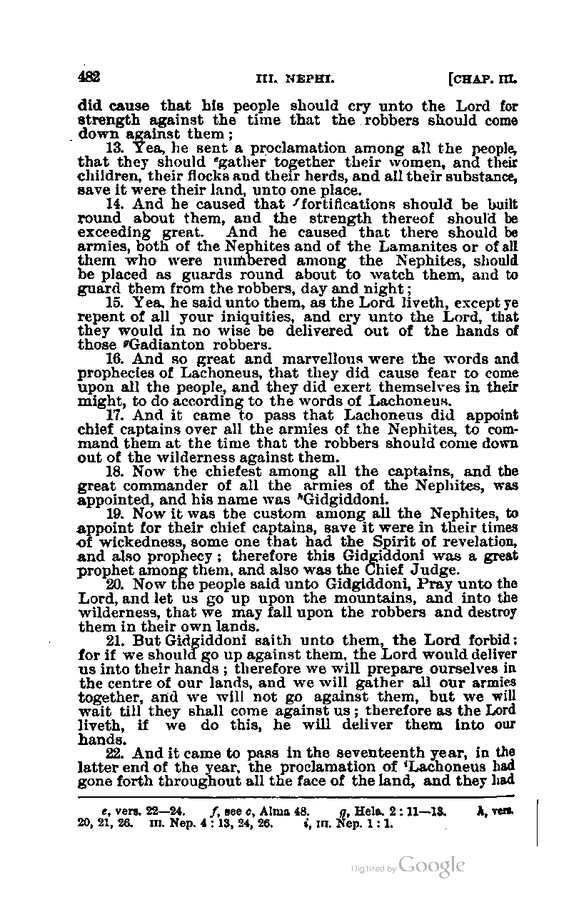 482 III. NEPHI. [CHAP. III.
did cause that his people should cry unto the Lord for
strength against the time that the robbers should come
down against them;
13. Yea, he sent a proclamation among all the people,
that they should ᵉgather together their women, and their
children, their flocks and their herds, and all their substance,
save it were their land, unto one place.
14. And he caused that ᶠfortifications should be built
round about them, and the strength thereof should be
exceeding great. And he caused that there should be
armies, both of the Nephites and of the Lamanites or of all
them who were numbered among the Nephites, should
be placed as guards round about to watch them, and to
guard them from the robbers, day and night;
15. Yea, he said unto them, as the Lord liveth, except ye
repent of all your iniquities, and cry unto the Lord, that
they would in no wise be delivered out of the hands of
those ᵍGadianton robbers.
16. And so great and marvellous were the words and
prophecies of Lachoneus, that they did cause fear to come
upon all the people, and they did exert themselves in their
might, to do according to the words of Lachoneus.
17. And it came to pass that Lachoneus did appoint
chief captains over all the armies of the Nephites, to com-
mand them at the time that the robbers should come down
out of the wilderness against them.
18. Now the chiefest among all the captains, and the
great commander of all the armies of the Nephites, was
appointed, and his name was ʰGidgiddoni.
19. Now it was the custom among all the Nephites, to
appoint for their chief captains, save it were in their times
of wickedness, some one that had the Spirit of revelation,
and also prophecy; therefore this Gidgiddoni was a great
prophet among them, and also was the Chief Judge.
20. Now the people said unto Gidgiddoni, Pray unto the
Lord, and let us go up upon the mountains, and into the
wilderness, that we may fall upon the robbers and destroy
them in their own lands.
21. But Gidgiddoni saith unto them, the Lord forbid:
for if we should go up against them, the Lord would deliver
us into their hands; therefore we will prepare ourselves in
the centre of our lands, and we will gather all our armies
together, and we will not go against them, but we will
wait till they shall come against us; therefore as the Lord
liveth, if we do this, he will deliver them into our
hands.
22. And it came to pass in the seventeenth year, in the
latter end of the year, the proclamation of ⁱLachoneus had
gone forth throughout all the face of the land, and they had
e, vers. 22—24. f, see c, Alma 48. g, Hela. 2:11—13. h, vers.
20, 21, 26. III. Nep. 4:13, 24, 26. i, III. Nep. 1:1.
Digitized by Google